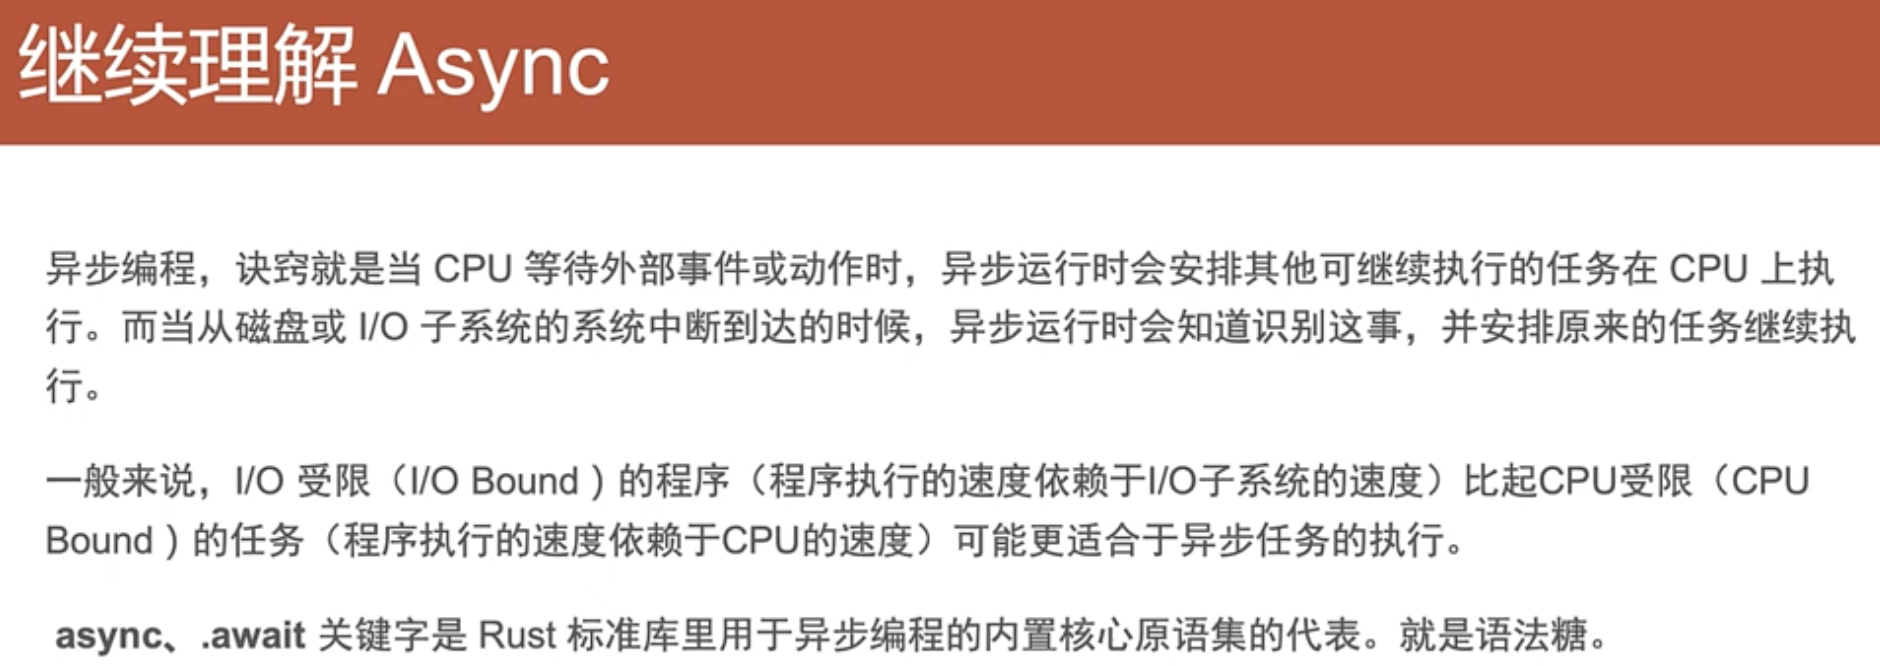 继续理解 Async
异步编程，诀窍就是当 CPU 等待外部事件或动作时，异步运行时会安排其他可继续执行的任务在 CPU 上执
行。而当从磁盘或 I/O 子系统的系统中断到达的时候，异步运行时会知道识别这事，并安排原来的任务继续执
行。
一般来说，I/O 受限（I/O Bound ) 的程序（程序执行的速度依赖于I/O子系统的速度）比起CPU受限（CPU
Bound ) 的任务（程序执行的速度依赖于CPU的速度）可能更适合于异步任务的执行。
async、.await 关键字是 Rust 标准库里用于异步编程的内置核心原语集的代表。就是语法糖。